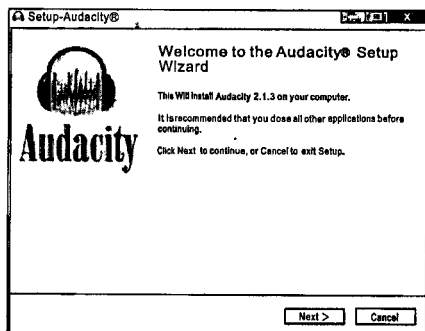 Setup-Audacity®
X
Welcome to the Audacity® Setup
Wizard
This Will Install Audacity 2.1.3 on your computer.
It Isrecommended that you dose all other applications before
continuing.
Click Next to continue, or Cancel to exit Setup.
Audacity
Next >
Cancel